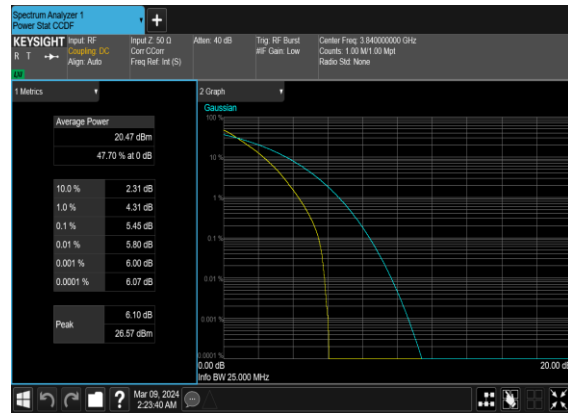 Spectrum Analyzer 1
Power Stat CCDF
+
KEYSIGHT
R T
LXI
Input: RF
Coupling: DC
Align: Auto
Input Z: 50 Ω
Corr CCorr
Freq Ref: Int (S)
Atten: 40 dB
Trig: RF Burst
#IF Gain: Low
Center Freq: 3.840000000 GHz
Counts: 1.00 M/1.00 Mpt
Radio Std: None
1 Metrics
Average Power
20.47 dBm
47.70 % at 0 dB
10.0 % 2.31 dB
1.0 % 4.31 dB
0.1 % 5.45 dB
0.01 % 5.80 dB
0.001 % 6.00 dB
0.0001 % 6.07 dB
Peak
6.10 dB
26.57 dBm
2 Graph
Gaussian
100 %
10 %
1 %
0.1 %
0.01 %
0.001 %
0.0001 %
0.00 dB
20.00 dB
Info BW 25.000 MHz
?
Mar 09, 2024
2:23:40 AM